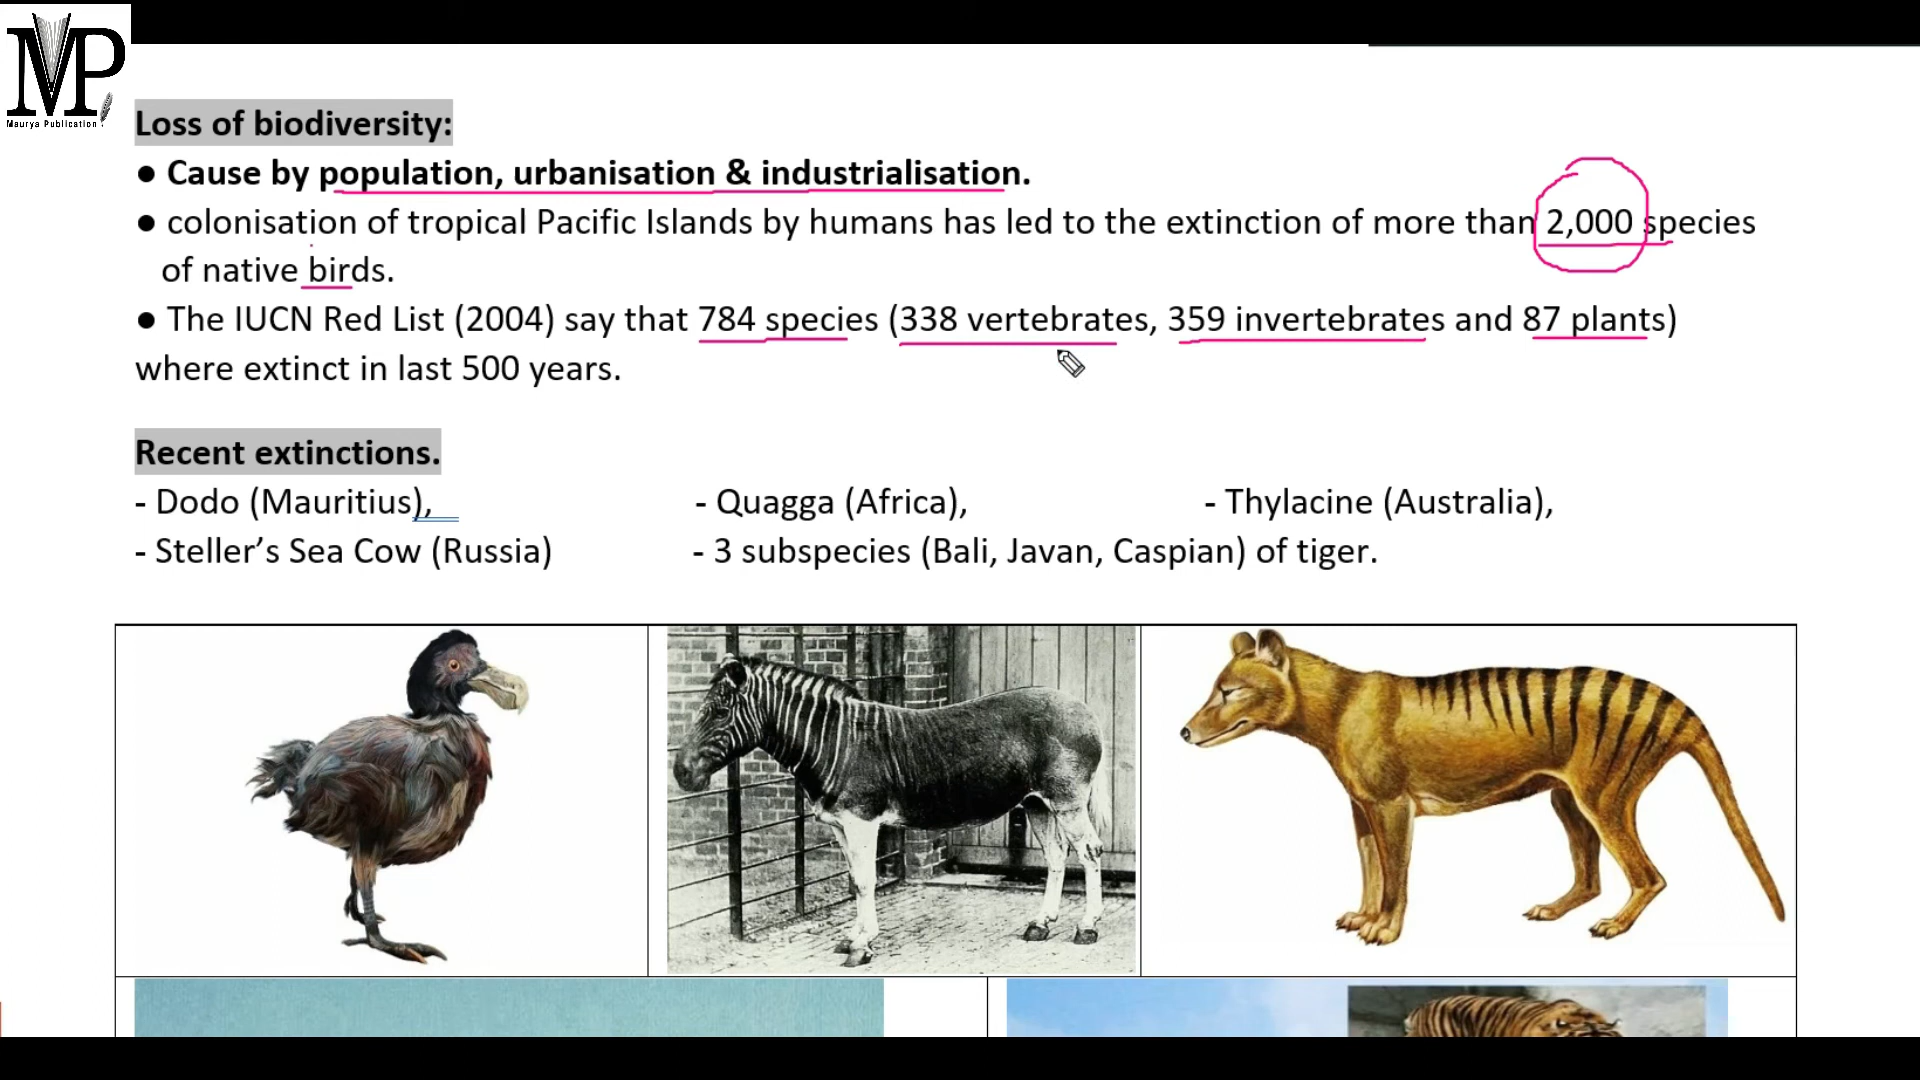 MP
Maurya Publication
Loss of biodiversity:
● Cause by population, urbanisation & industrialisation.
● colonisation of tropical Pacific Islands by humans has led to the extinction of more than 2,000 species
of native birds.
● The IUCN Red List (2004) say that 784 species (338 vertebrates, 359 invertebrates and 87 plants)
where extinct in last 500 years.
Recent extinctions.
- Dodo (Mauritius), - Quagga (Africa), - Thylacine (Australia),
- Steller’s Sea Cow (Russia) - 3 subspecies (Bali, Javan, Caspian) of tiger.